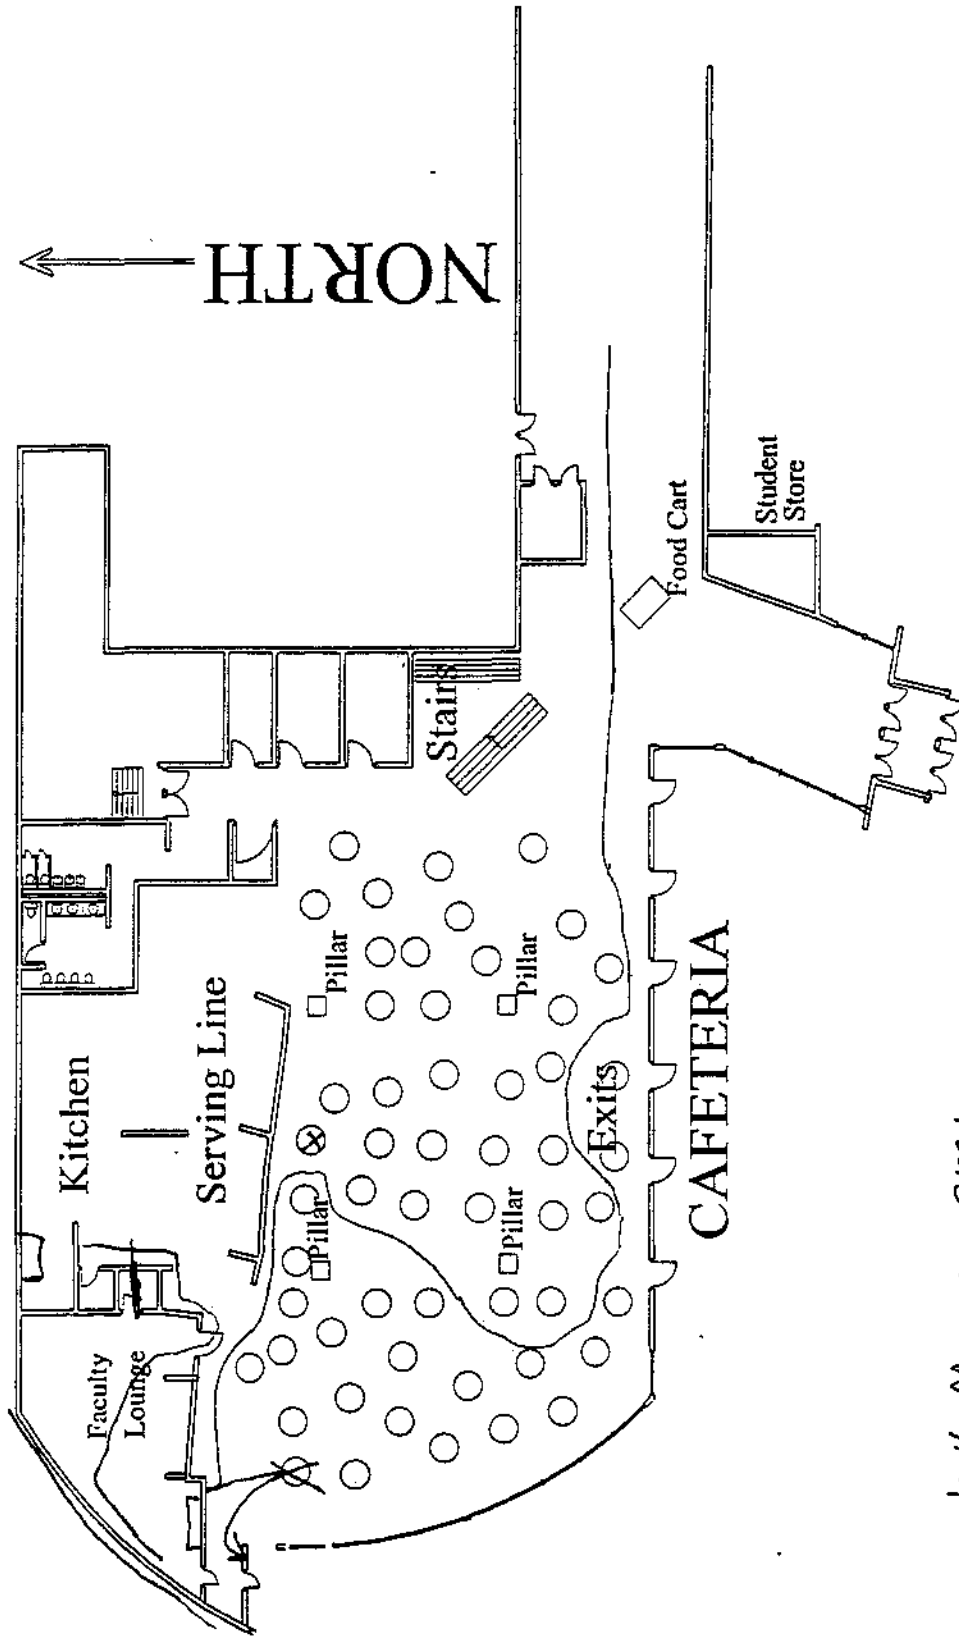 NORTH
Kitchen
Serving Line
Faculty
Lounge
Stairs
Pillar
Pillar
Pillar
Pillar
Exits
Food Cart
Student
Store
CAFETERIA